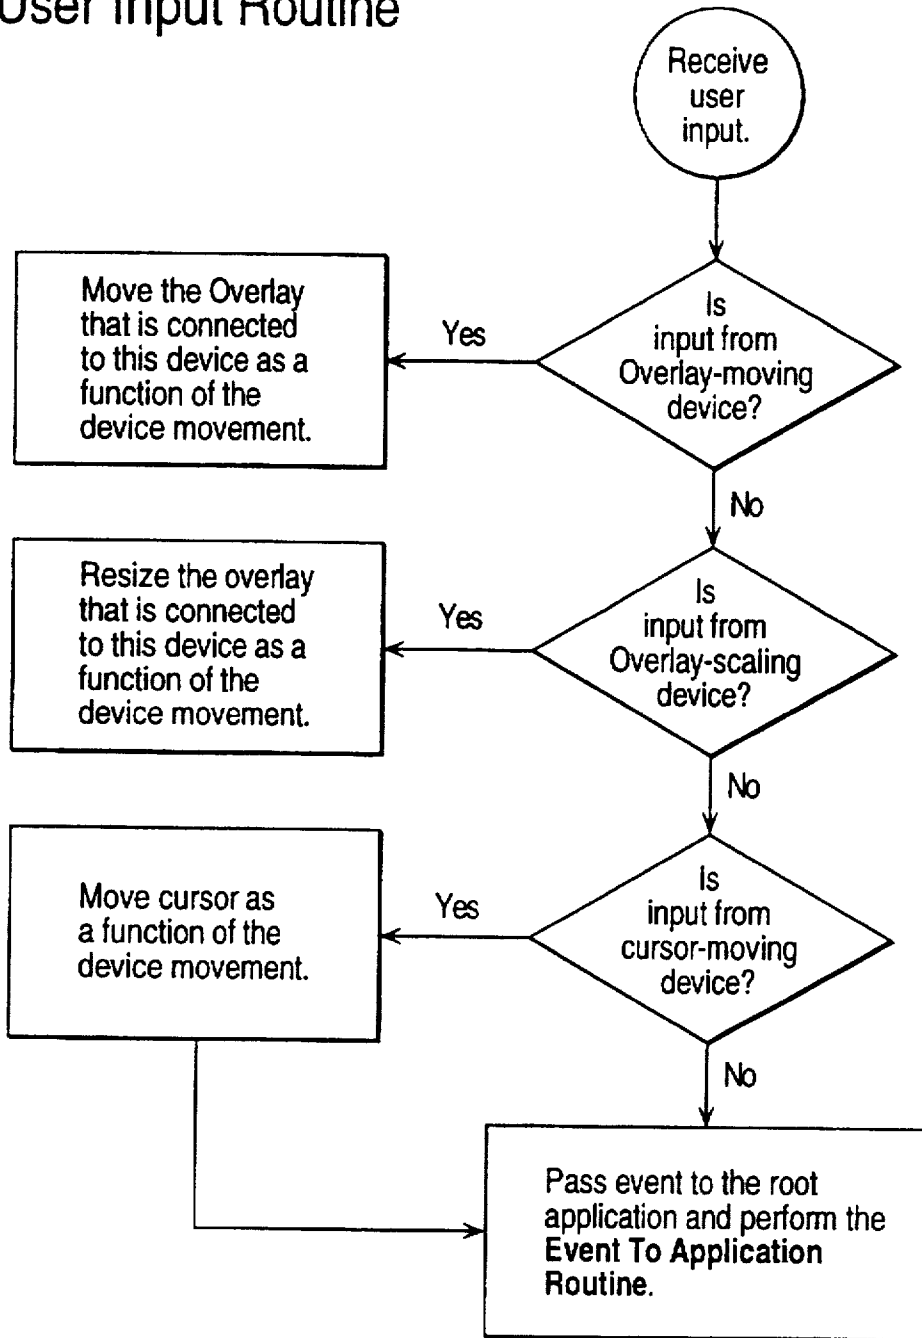 User Input Routine
Receive
user
input.
Is
input from
Overlay-moving
device?
Yes
Move the Overlay
that is connected
to this device as a
function of the
device movement.
No
Is
input from
Overlay-scaling
device?
Yes
Resize the overlay
that is connected
to this device as a
function of the
device movement.
No
Is
input from
cursor-moving
device?
Yes
Move cursor as
a function of the
device movement.
No
Pass event to the root
application and perform the
Event To Application
Routine.